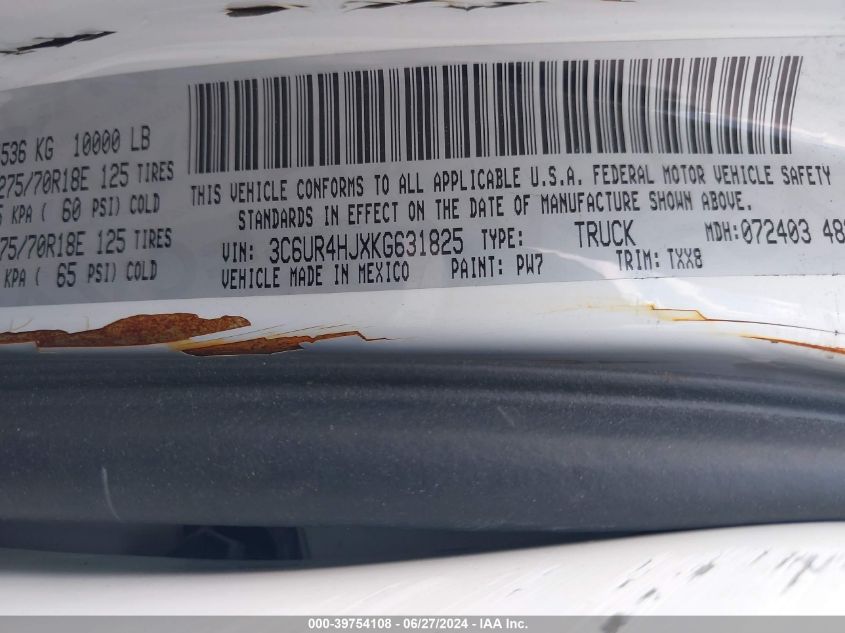 536 KG 10000 LB
275/70R18E 125 TIRES
KPA ( 60 PSI) COLD
75/70R18E 125 TIRES
KPA ( 65 PSI) COLD
THIS VEHICLE CONFORMS TO ALL APPLICABLE U.S.A. FEDERAL MOTOR VEHICLE SAFETY
STANDARDS IN EFFECT ON THE DATE OF MANUFACTURE SHOWN ABOVE.
VIN: 3C6UR4HJXKG631825 TYPE: TRUCK MDH: 072403 48
VEHICLE MADE IN MEXICO PAINT: PW7 TRIM: TXX8
000-39754108 - 06/27/2024 - IAA Inc.